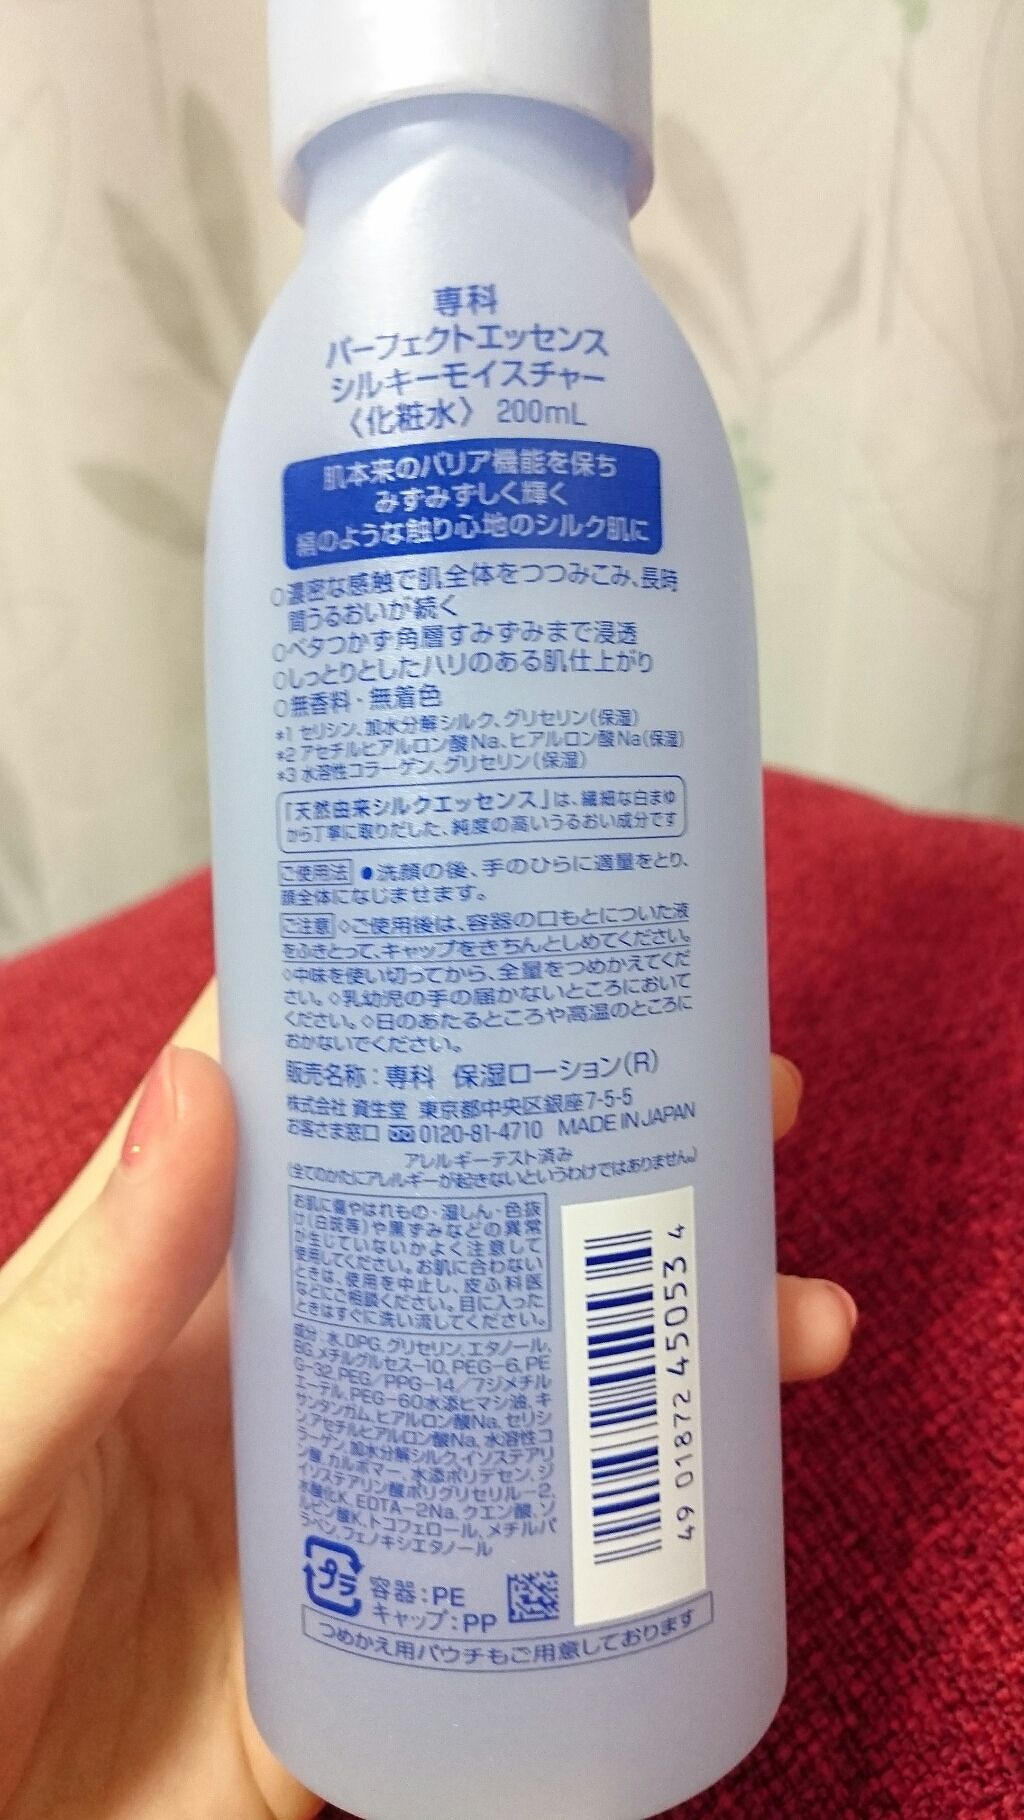 専科
パーフェクトエッセンス
シルキーモイスチャー
〈化粧水〉 200mL
肌本来のバリア機能を保ち
みずみずしく輝く
絹のような触り心地のシルク肌に
○濃密な感触で肌全体をつつみこみ、長時
間うるおいが続く
○ベタつかず角層すみずみまで浸透
○しっとりとしたハリのある肌仕上がり
○無香料・無着色
*1 セリシン、加水分解シルク、グリセリン(保湿)
*2 アセチルヒアルロン酸Na、ヒアルロン酸Na(保湿)
*3 水溶性コラーゲン、グリセリン(保湿)
「天然由来シルクエッセンス」は、繊細な白まゆ
から丁寧に取りだした、純度の高いうるおい成分です
ご使用法 ●洗顔の後、手のひらに適量をとり、
顔全体になじませます。
ご注意 ◇ご使用後は、容器の口もとについた液
をふきとって、キャップをきちんとしめてください。
◇中味を使い切ってから、全量をつめかえてくだ
さい。◇乳幼児の手の届かないところにおいて
ください。◇日のあたるところや高温のところに
おかないでください。
販売名称:専科 保湿ローション(R)
株式会社 資生堂 東京都中央区銀座7-5-5
お客さま窓口 0120-81-4710 MADE IN JAPAN
アレルギーテスト済み
(全てのかたにアレルギーが起きないというわけではありません。)
お肌に傷やはれもの・湿しん・色抜
け(白斑等)や黒ずみなどの異常
が生じていないかよく注意して
使用してください。お肌に合わない
ときは、使用を中止し、皮ふ科医
などにご相談ください。目に入った
ときはすぐに洗い流してください。
成分:水,DPG,グリセリン,エタノール,
BG,メチルグルセス-10,PEG-6,PE
G-32,PEG/PPG-14/7ジメチル
エーテル,PEG-60水添ヒマシ油,キ
サンタンガム,ヒアルロン酸Na,セリシ
ン,アセチルヒアルロン酸Na,水溶性コ
ラーゲン,加水分解シルク,イソステアリ
ン酸,カルボマー,水添ポリデセン,ジ
イソステアリン酸ポリグリセリル-2,
水酸化K,EDTA-2Na,クエン酸,ソ
ルビン酸K,トコフェロール,メチルパ
ラベン,フェノキシエタノール
プラ
容器:PE
キャップ:PP
4901872450534
つめかえ用パウチもご用意しております